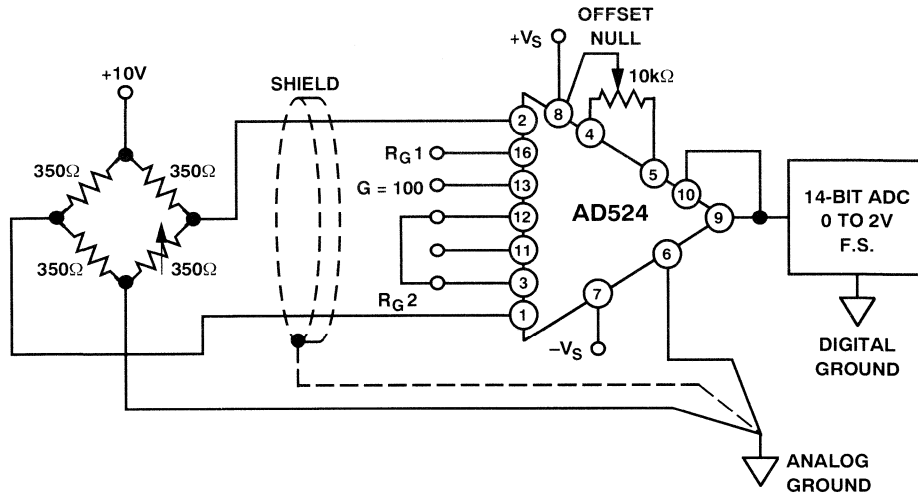 OFFSET
NULL
+VS
10kΩ
+10V
SHIELD
350Ω
350Ω
350Ω
350Ω
RG1
G = 100
RG2
2
16
13
12
11
3
1
8
4
5
10
9
6
7
AD524
–VS
14-BIT ADC
0 TO 2V
F.S.
DIGITAL
GROUND
ANALOG
GROUND